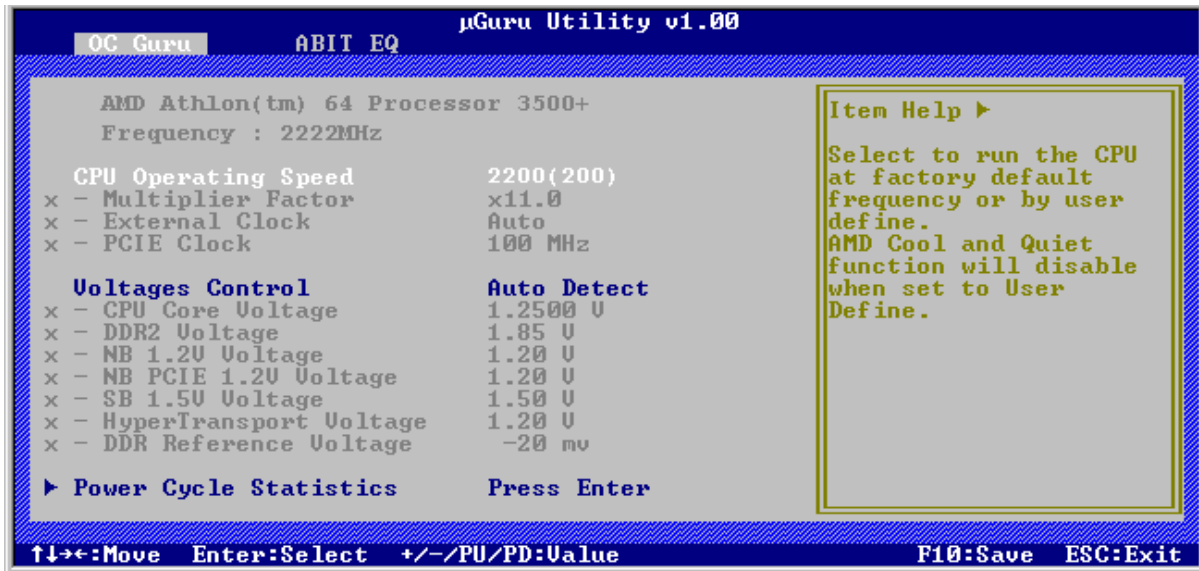 µGuru Utility v1.00
OC Guru ABIT EQ
AMD Athlon(tm) 64 Processor 3500+
Frequency : 2222MHz
CPU Operating Speed 2200(200)
x - Multiplier Factor x11.0
x - External Clock Auto
x - PCIE Clock 100 MHz
Voltages Control Auto Detect
x - CPU Core Voltage 1.2500 V
x - DDR2 Voltage 1.85 V
x - NB 1.2V Voltage 1.20 V
x - NB PCIE 1.2V Voltage 1.20 V
x - SB 1.5V Voltage 1.50 V
x - HyperTransport Voltage 1.20 V
x - DDR Reference Voltage -20 mv
▶ Power Cycle Statistics Press Enter
Item Help ▶
Select to run the CPU
at factory default
frequency or by user
define.
AMD Cool and Quiet
function will disable
when set to User
Define.
↑↓→←:Move Enter:Select +/-/PU/PD:Value F10:Save ESC:Exit